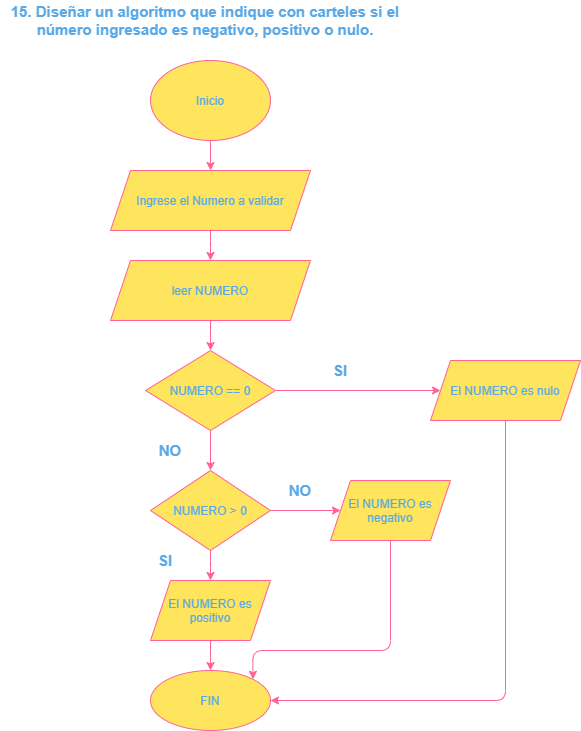 15. Diseñar un algoritmo que indique con carteles si el
número ingresado es negativo, positivo o nulo.
Inicio
Ingrese el Numero a validar
leer NUMERO
NUMERO == 0
SI
El NUMERO es nulo
NO
NUMERO > 0
NO
El NUMERO es
negativo
SI
El NUMERO es
positivo
FIN